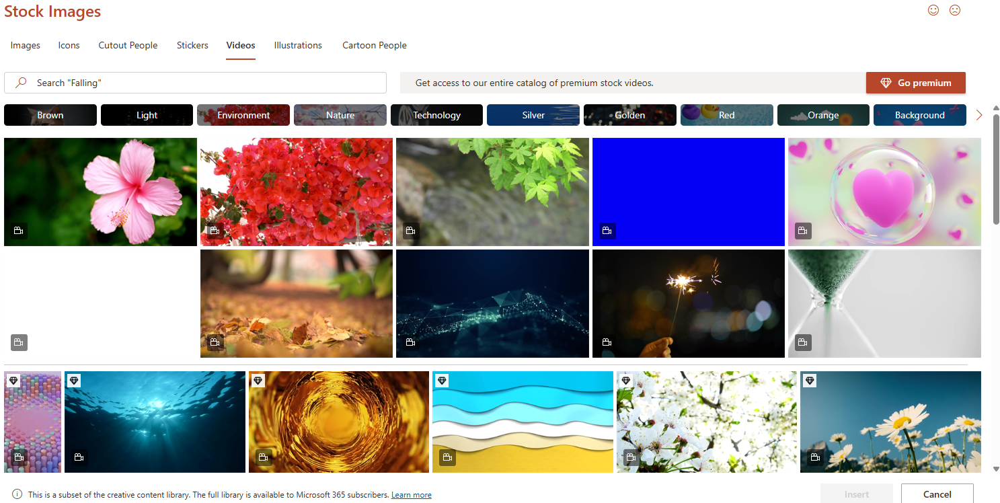 Stock Images
Images Icons Cutout People Stickers Videos Illustrations Cartoon People
Search "Falling"
Get access to our entire catalog of premium stock videos.
Go premium
Brown Light Environment Nature Technology Silver Golden Red Orange Background
This is a subset of the creative content library. The full library is available to Microsoft 365 subscribers. Learn more
Insert Cancel